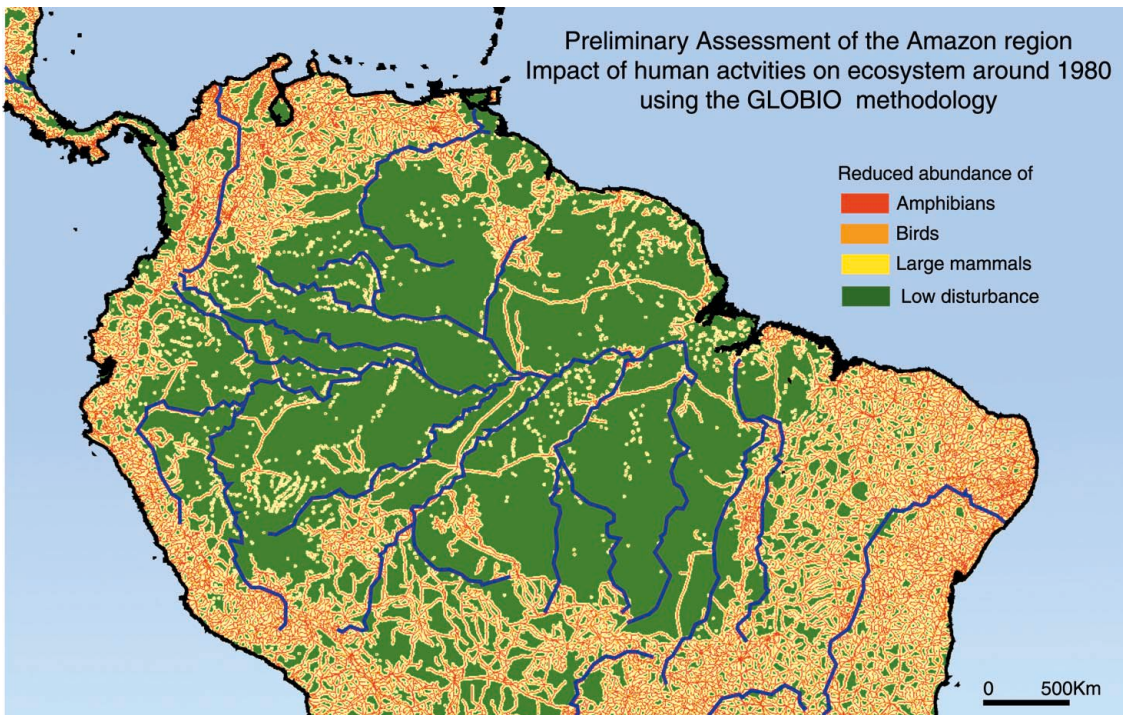 Preliminary Assessment of the Amazon region
Impact of human actvities on ecosystem around 1980
using the GLOBIO methodology
Reduced abundance of
Amphibians
Birds
Large mammals
Low disturbance
0 500Km